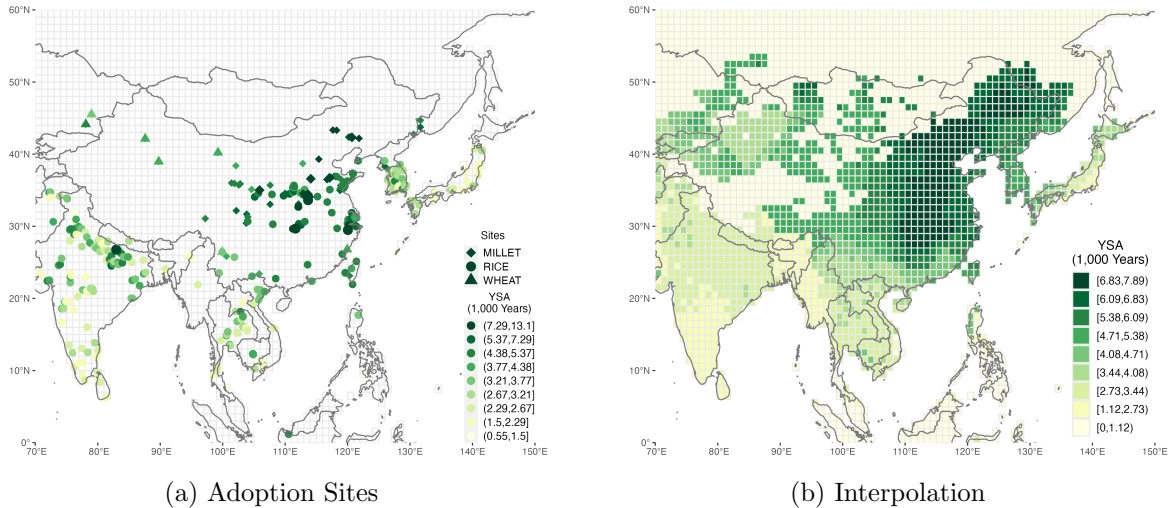 60°N
50°N
40°N
30°N
20°N
10°N
0°
70°E
80°E
90°E
100°E
110°E
120°E
130°E
140°E
150°E
Sites
MILLET
RICE
WHEAT
YSA
(1,000 Years)
(7.29,13.1]
(5.37,7.29]
(4.38,5.37]
(3.77,4.38]
(3.21,3.77]
(2.67,3.21]
(2.29,2.67]
(1.5,2.29]
(0.55,1.5]
(a) Adoption Sites
60°N
50°N
40°N
30°N
20°N
10°N
0°
70°E
80°E
90°E
100°E
110°E
120°E
130°E
140°E
150°E
YSA
(1,000 Years)
[6.83,7.89]
[6.09,6.83)
[5.38,6.09)
[4.71,5.38)
[4.08,4.71)
[3.44,4.08)
[2.73,3.44)
[1.12,2.73)
[0,1.12)
(b) Interpolation